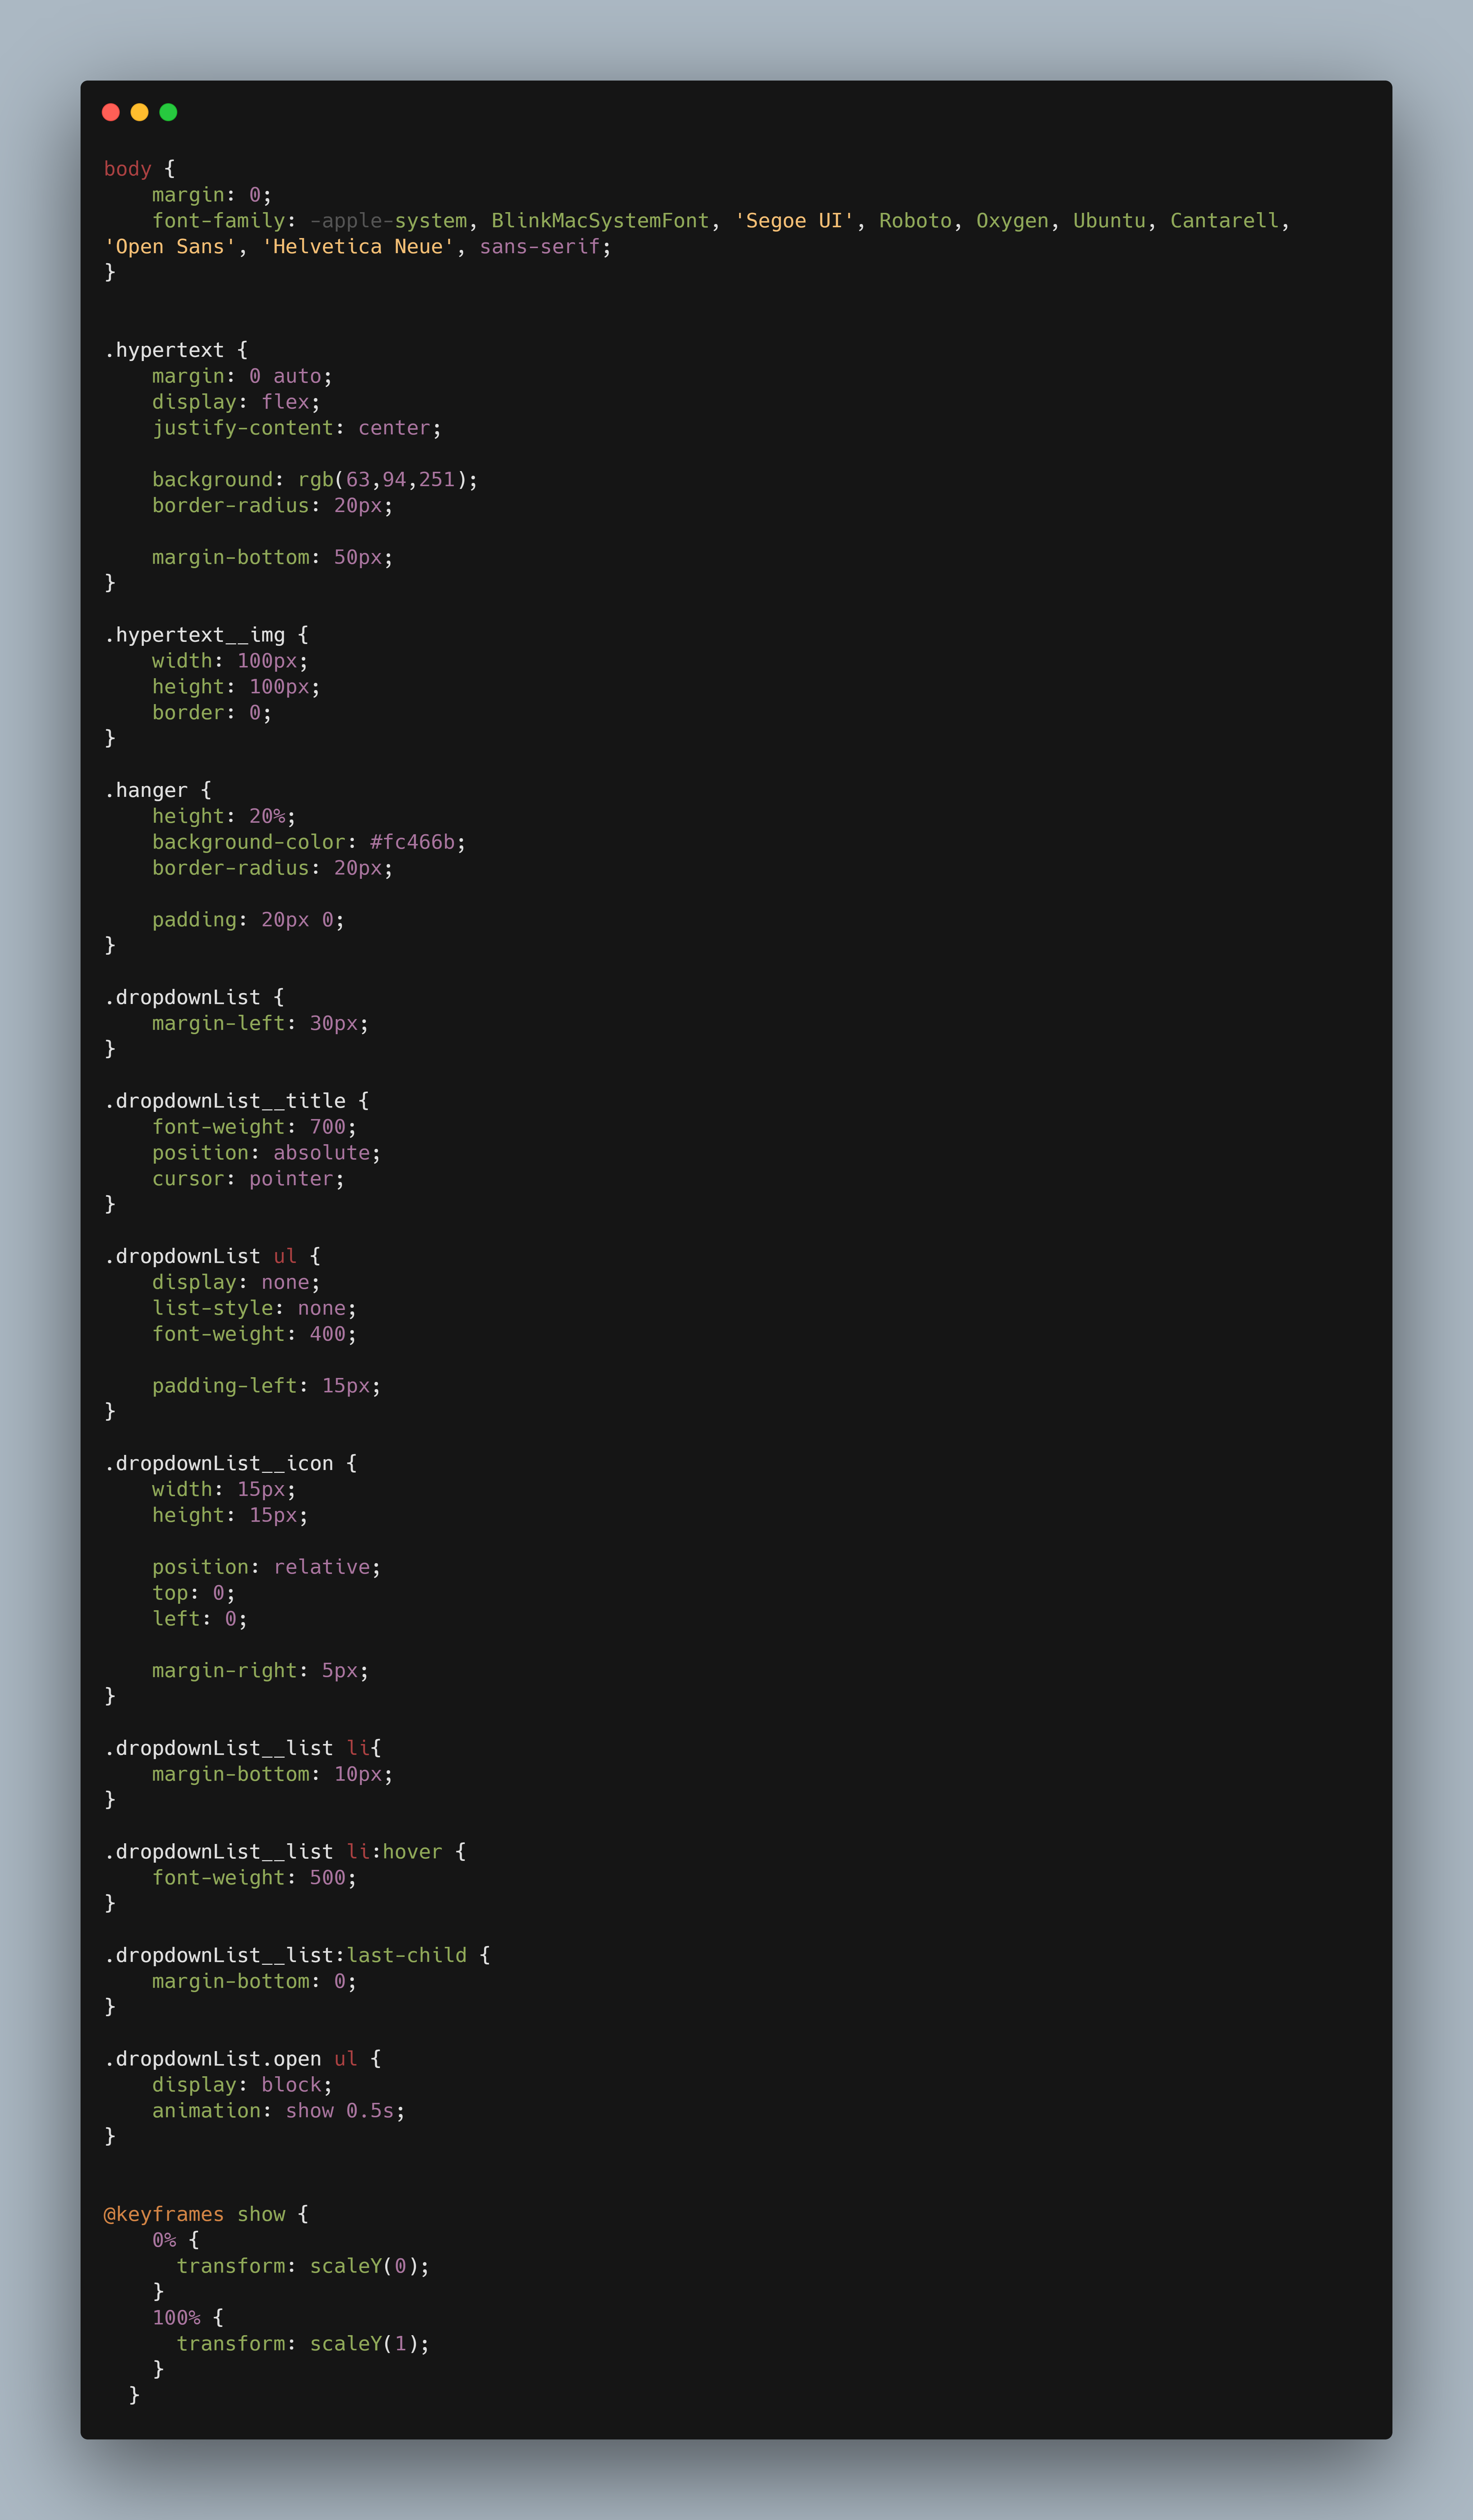 body {
    margin: 0;
    font-family: -apple-system, BlinkMacSystemFont, 'Segoe UI', Roboto, Oxygen, Ubuntu, Cantarell,
'Open Sans', 'Helvetica Neue', sans-serif;
}


.hypertext {
    margin: 0 auto;
    display: flex;
    justify-content: center;

    background: rgb(63,94,251);
    border-radius: 20px;

    margin-bottom: 50px;
}

.hypertext__img {
    width: 100px;
    height: 100px;
    border: 0;
}

.hanger {
    height: 20%;
    background-color: #fc466b;
    border-radius: 20px;

    padding: 20px 0;
}

.dropdownList {
    margin-left: 30px;
}

.dropdownList__title {
    font-weight: 700;
    position: absolute;
    cursor: pointer;
}

.dropdownList ul {
    display: none;
    list-style: none;
    font-weight: 400;

    padding-left: 15px;
}

.dropdownList__icon {
    width: 15px;
    height: 15px;

    position: relative;
    top: 0;
    left: 0;

    margin-right: 5px;
}

.dropdownList__list li{
    margin-bottom: 10px;
}

.dropdownList__list li:hover {
    font-weight: 500;
}

.dropdownList__list:last-child {
    margin-bottom: 0;
}

.dropdownList.open ul {
    display: block;
    animation: show 0.5s;
}


@keyframes show {
    0% {
      transform: scaleY(0);
    }
    100% {
      transform: scaleY(1);
    }
  }